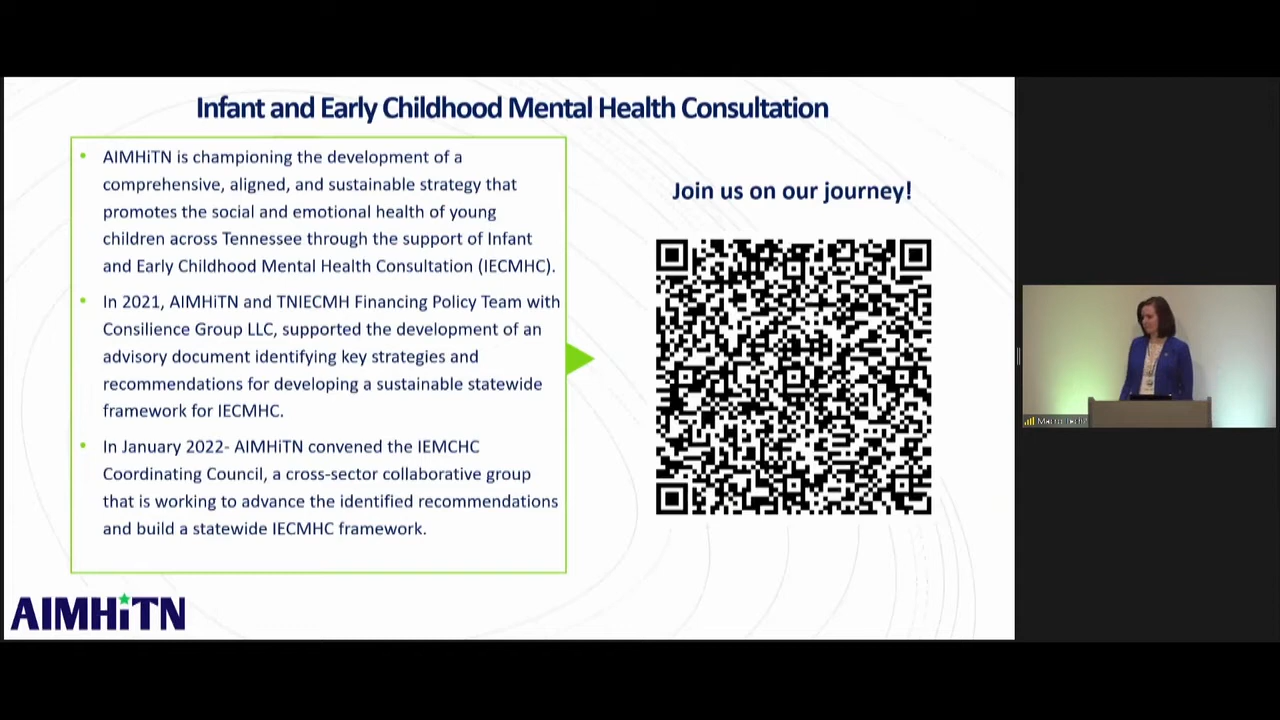 Infant and Early Childhood Mental Health Consultation
• AIMHiTN is championing the development of a
comprehensive, aligned, and sustainable strategy that
promotes the social and emotional health of young
children across Tennessee through the support of Infant
and Early Childhood Mental Health Consultation (IECMHC).
• In 2021, AIMHiTN and TNIECMH Financing Policy Team with
Consilience Group LLC, supported the development of an
advisory document identifying key strategies and
recommendations for developing a sustainable statewide
framework for IECMHC.
• In January 2022- AIMHiTN convened the IEMCHC
Coordinating Council, a cross-sector collaborative group
that is working to advance the identified recommendations
and build a statewide IECMHC framework.
Join us on our journey!
AIMHiTN